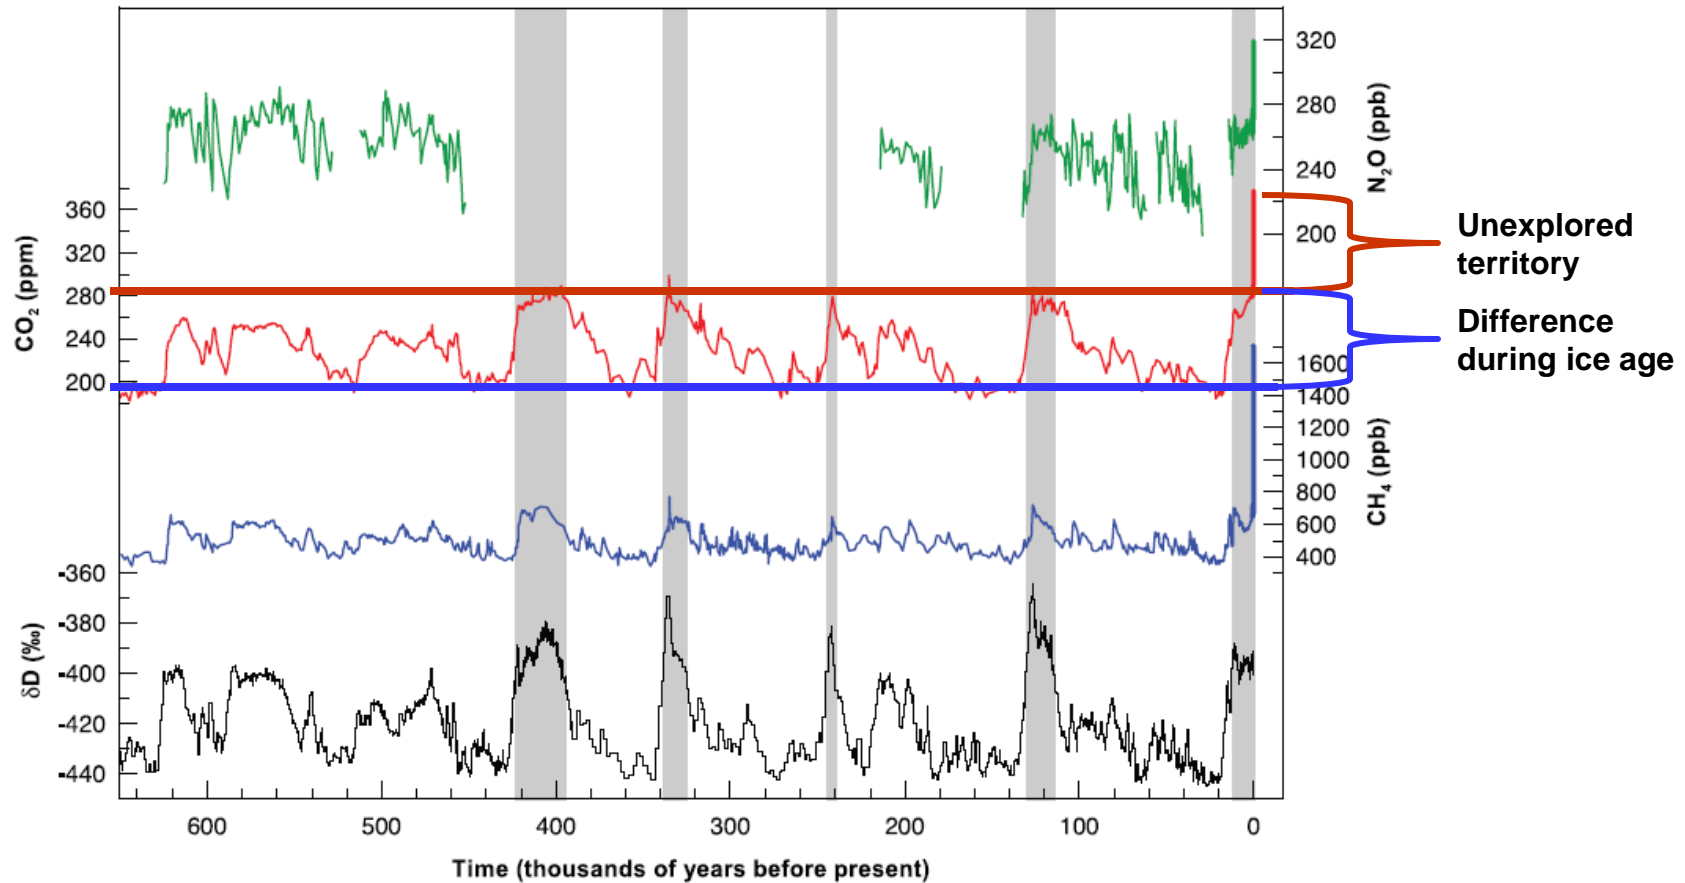 320
280
240
200
N₂O (ppb)
360
320
280
240
200
CO₂ (ppm)
Unexplored
territory
Difference
during ice age
1600
1400
1200
1000
800
600
400
CH₄ (ppb)
-360
-380
-400
-420
-440
δD (‰)
600 500 400 300 200 100 0
Time (thousands of years before present)